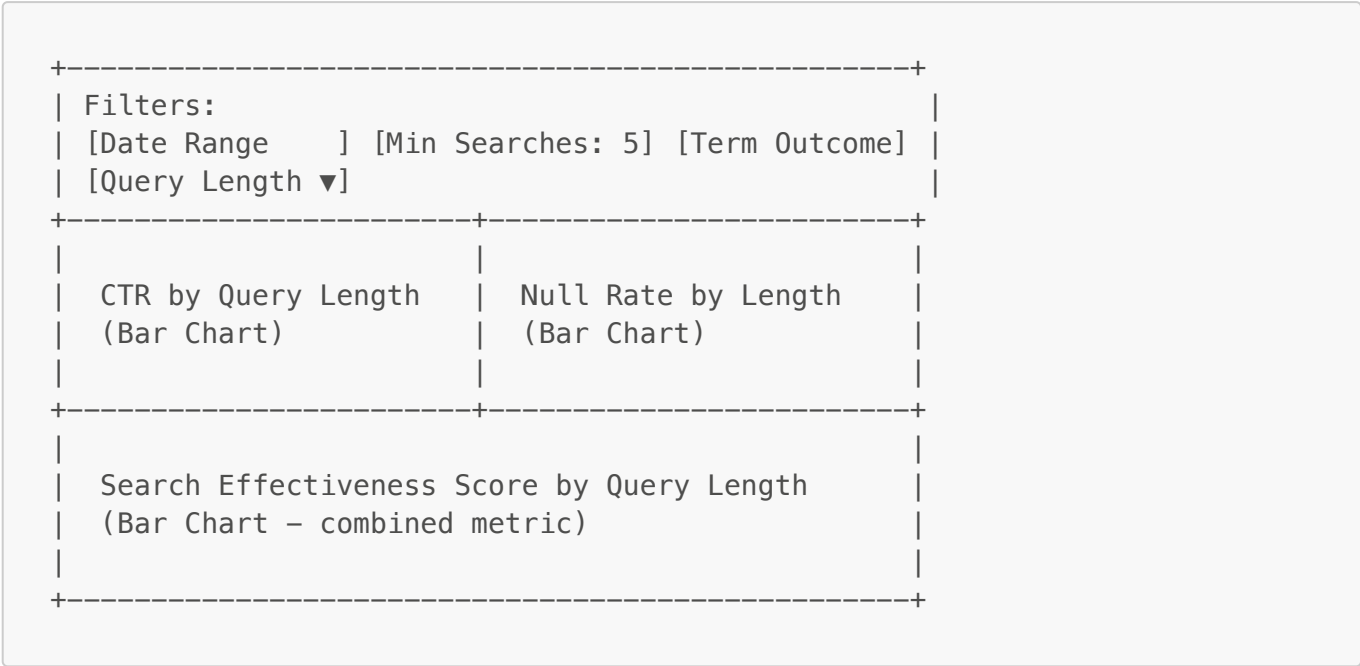 Filters:
[Date Range    ] [Min Searches: 5] [Term Outcome]
[Query Length ▼]
CTR by Query Length
Null Rate by Length
(Bar Chart)
(Bar Chart)
Search Effectiveness Score by Query Length
(Bar Chart — combined metric)